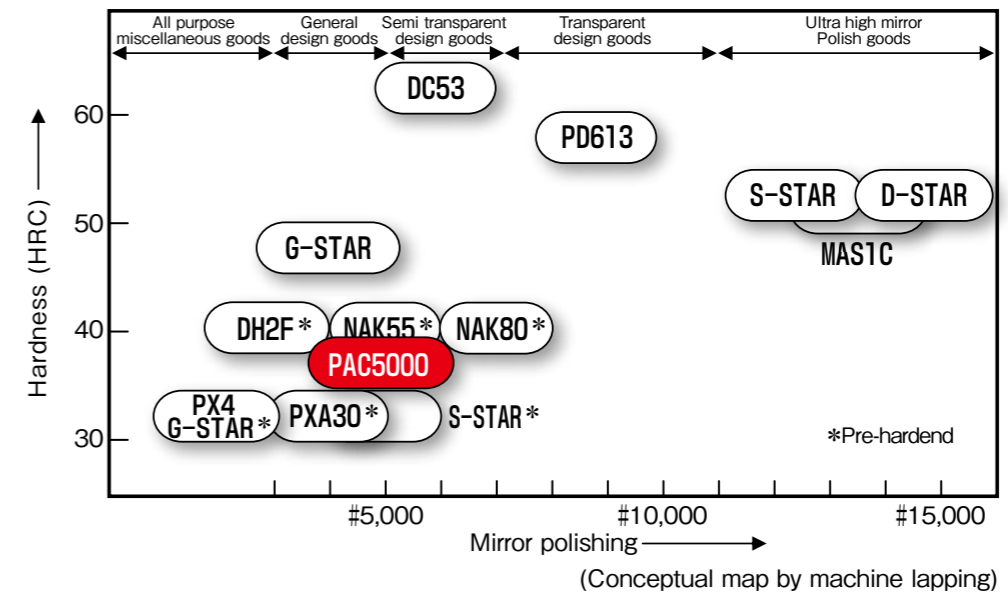 All purpose
miscellaneous goods
General
design goods
Semi transparent
design goods
Transparent
design goods
Ultra high mirror
Polish goods
DC53
60
PD613
S-STAR
D-STAR
50
G-STAR
MAS1C
Hardness (HRC)
40
DH2F*
NAK55*
NAK80*
PAC5000
PX4
G-STAR*
PXA30*
S-STAR*
30
*Pre-hardend
#5,000
#10,000
#15,000
Mirror polishing
(Conceptual map by machine lapping)